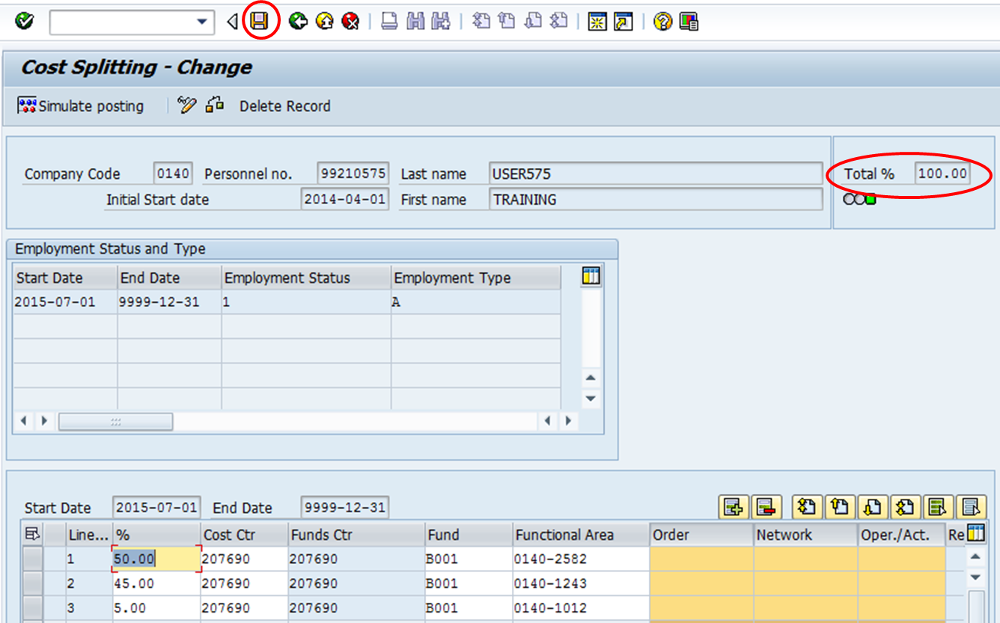 Cost Splitting - Change
Simulate posting Delete Record
Company Code 0140 Personnel no. 99210575 Last name USER575 Total % 100.00
Initial Start date 2014-04-01 First name TRAINING
Employment Status and Type
Start Date End Date Employment Status Employment Type
2015-07-01 9999-12-31 1 A
Start Date 2015-07-01 End Date 9999-12-31
Line... % Cost Ctr Funds Ctr Fund Functional Area Order Network Oper./Act. Re
1 50.00 207690 207690 B001 0140-2582
2 45.00 207690 207690 B001 0140-1243
3 5.00 207690 207690 B001 0140-1012